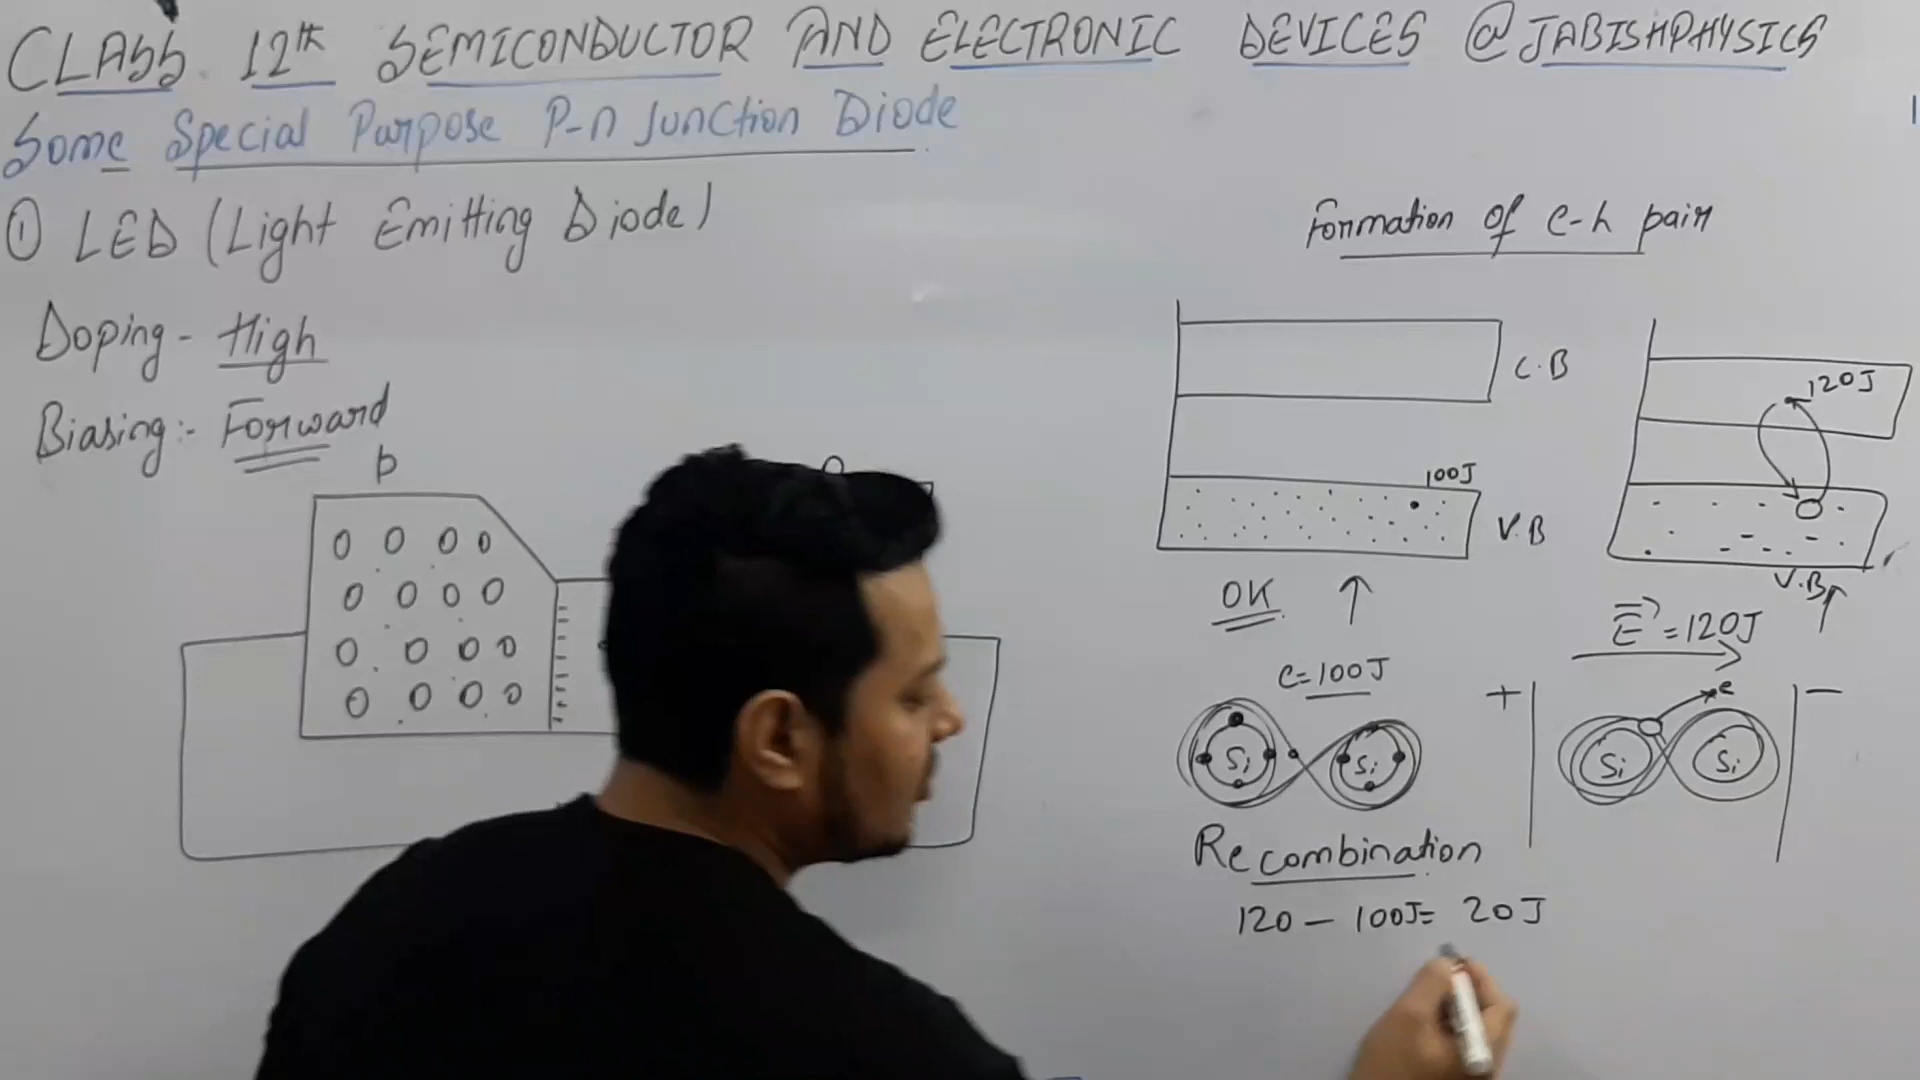 CLASS 12th SEMICONDUCTOR AND ELECTRONIC DEVICES @JABISHPHYSICS
Some Special Purpose P-n Junction Diode
① LED (Light Emitting Diode)
Doping - High
Biasing:- Forward
p
Formation of e-h pair
C.B
100J
V.B
120J
V.B
0K
↑
↑
E = 120J
e=100J
+
-
e
Si
Si
Si
Si
Recombination
120 - 100J = 20J